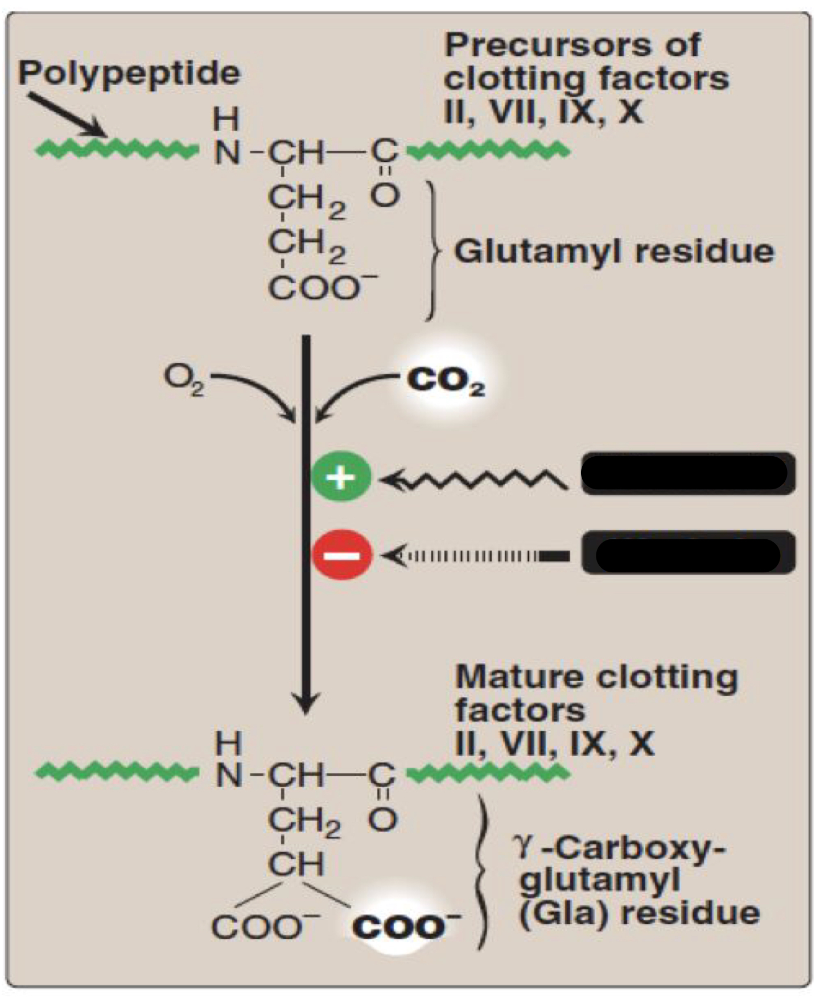 Precursors of
clotting factors
II, VII, IX, X
Polypeptide
H
N-CH—C
CH2 O
CH2
COO−
Glutamyl residue
O2
CO2
+
−
Mature clotting
factors
II, VII, IX, X
H
N-CH—C
CH2 O
CH
COO− COO−
γ-Carboxy-
glutamyl
(Gla) residue